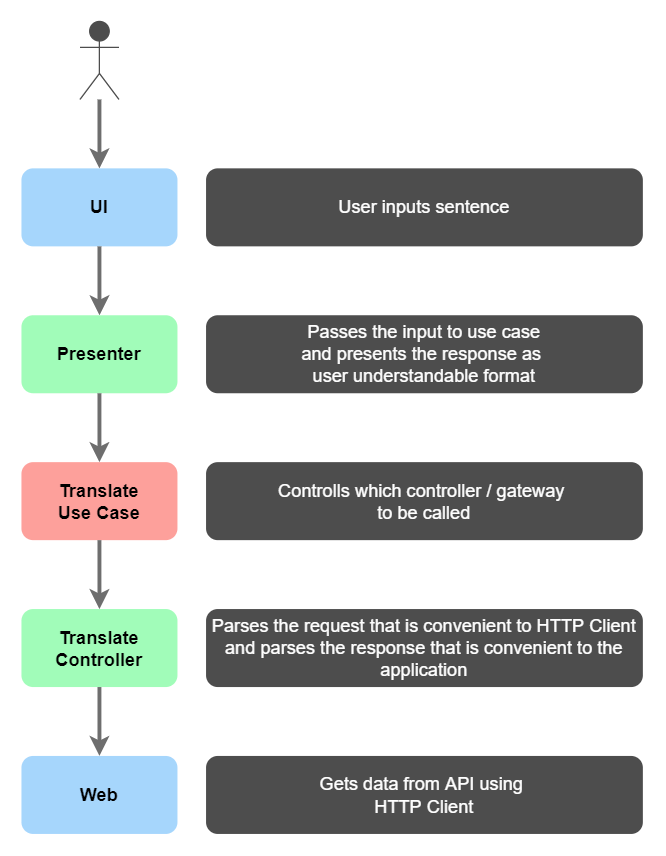 UI
User inputs sentence
Presenter
Passes the input to use case
and presents the response as
user understandable format
Translate
Use Case
Controlls which controller / gateway
to be called
Translate
Controller
Parses the request that is convenient to HTTP Client
and parses the response that is convenient to the
application
Web
Gets data from API using
HTTP Client